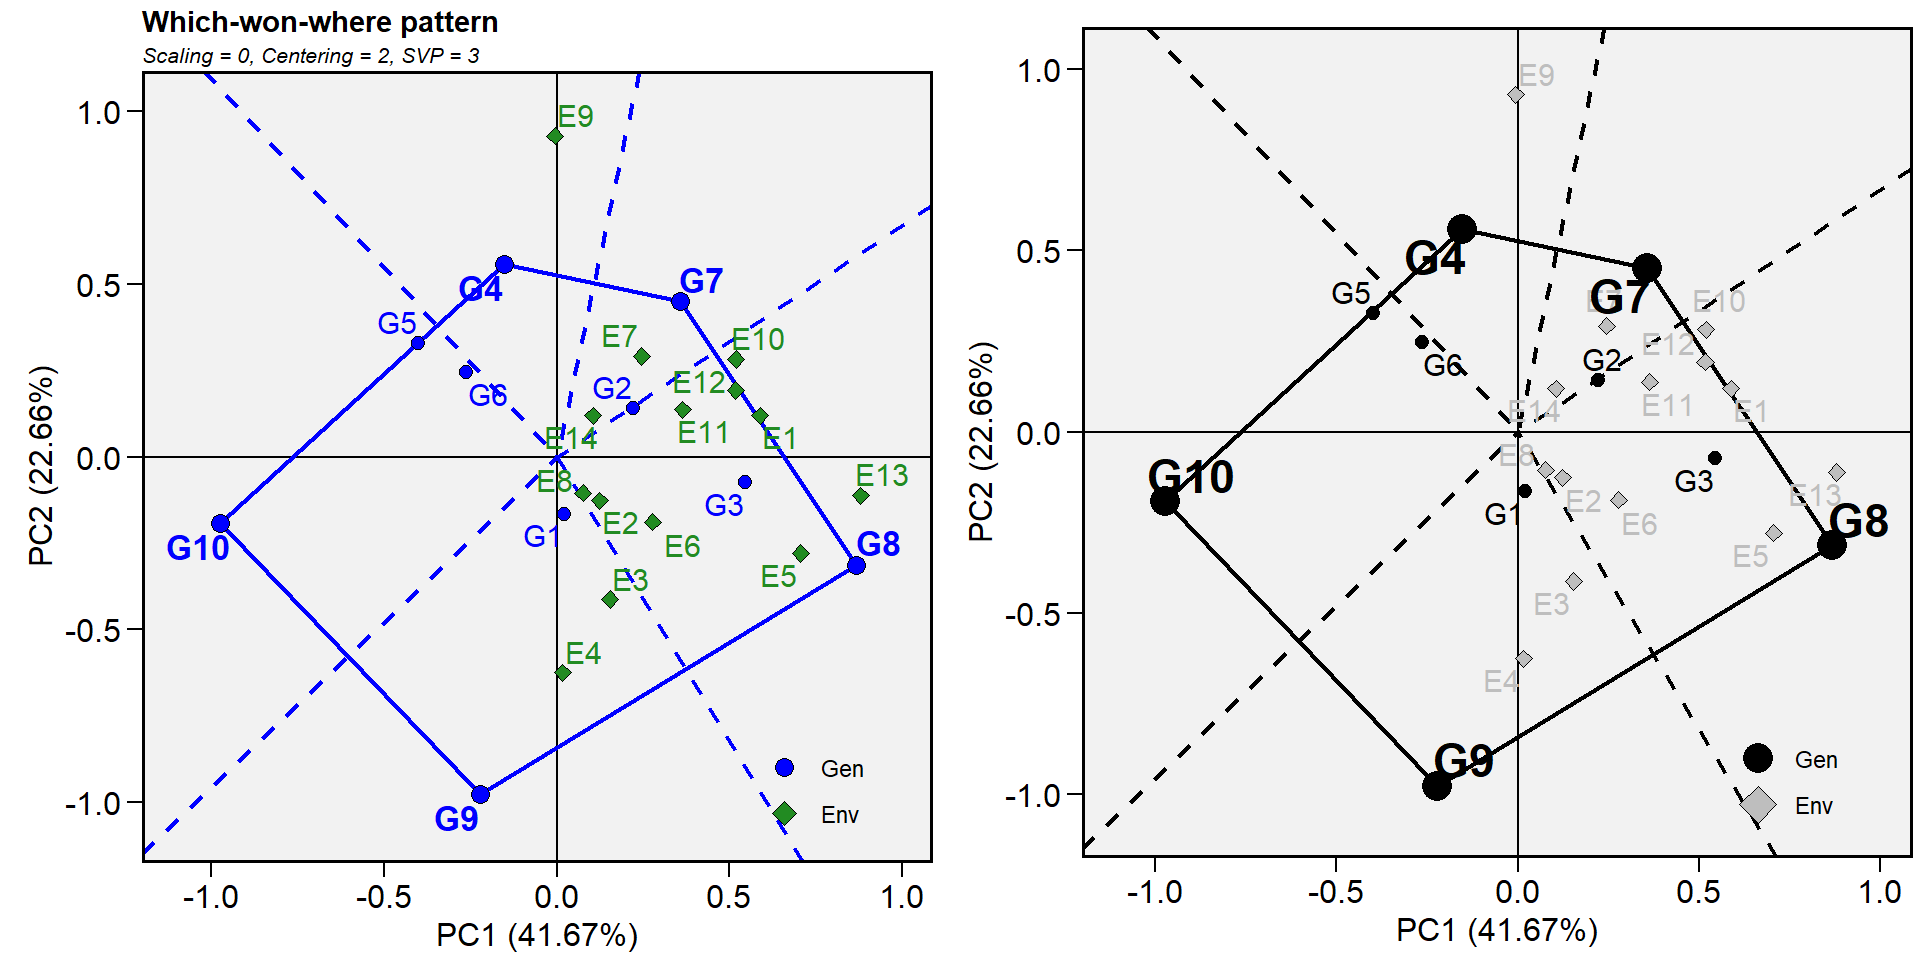 Which-won-where pattern
Scaling = 0, Centering = 2, SVP = 3
E9
1.0
G7
G4
0.5
G5
E7
E10
G6
G2
E12
E14
E11
E1
0.0
E8
E13
G3
G1
E2
G10
E6
G8
E5
E3
-0.5
E4
Gen
-1.0
G9
Env
-1.0 -0.5 0.0 0.5 1.0
PC1 (41.67%)
PC2 (22.66%)
E9
1.0
G4
0.5
G5
G7
E10
E12
G6
G2
E14
E11
E1
0.0
E8
G10
G3
E13
G1
E2
E6
G8
E5
E3
-0.5
E4
G9
Gen
-1.0
Env
-1.0 -0.5 0.0 0.5 1.0
PC1 (41.67%)
PC2 (22.66%)